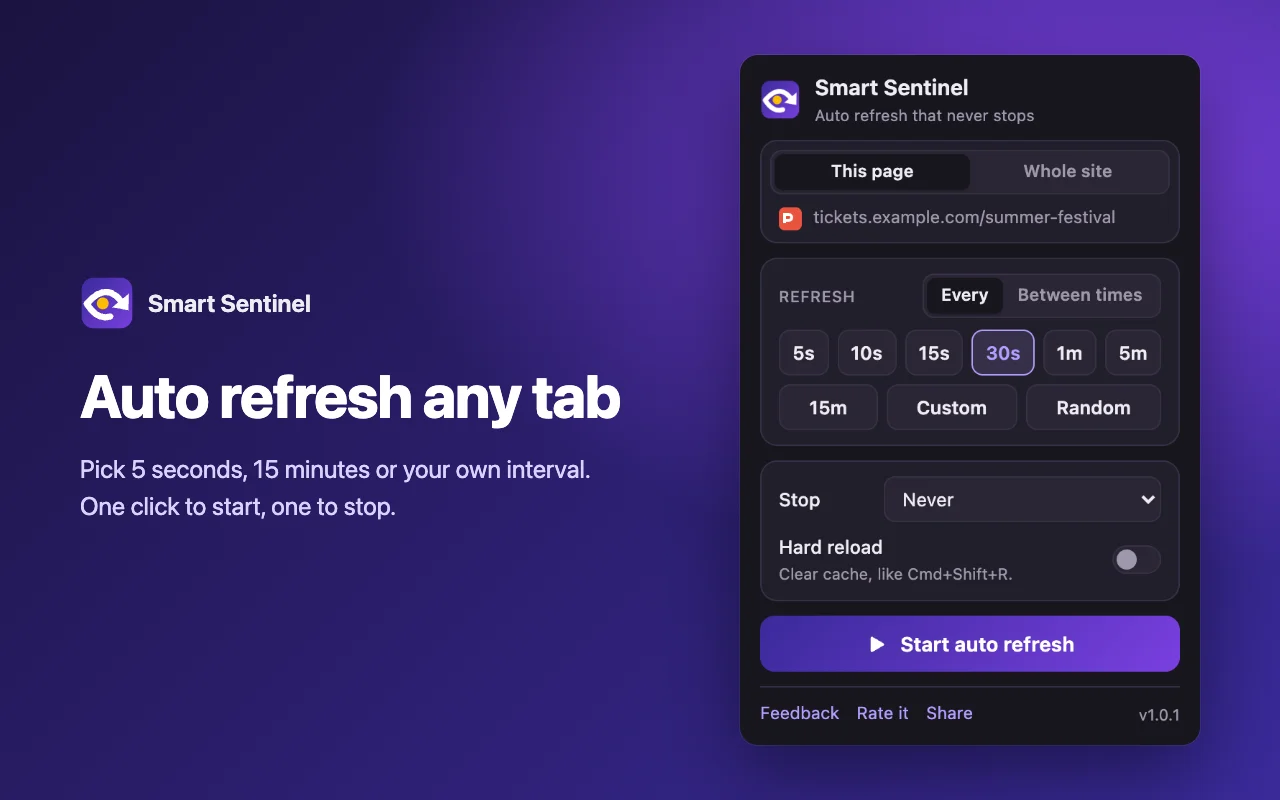 Smart Sentinel
Auto refresh any tab
Pick 5 seconds, 15 minutes or your own interval.
One click to start, one to stop.
Smart Sentinel
Auto refresh that never stops
This page
Whole site
tickets.example.com/summer-festival
REFRESH
Every
Between times
5s
10s
15s
30s
1m
5m
15m
Custom
Random
Stop
Never
Hard reload
Clear cache, like Cmd+Shift+R.
Start auto refresh
Feedback
Rate it
Share
v1.0.1